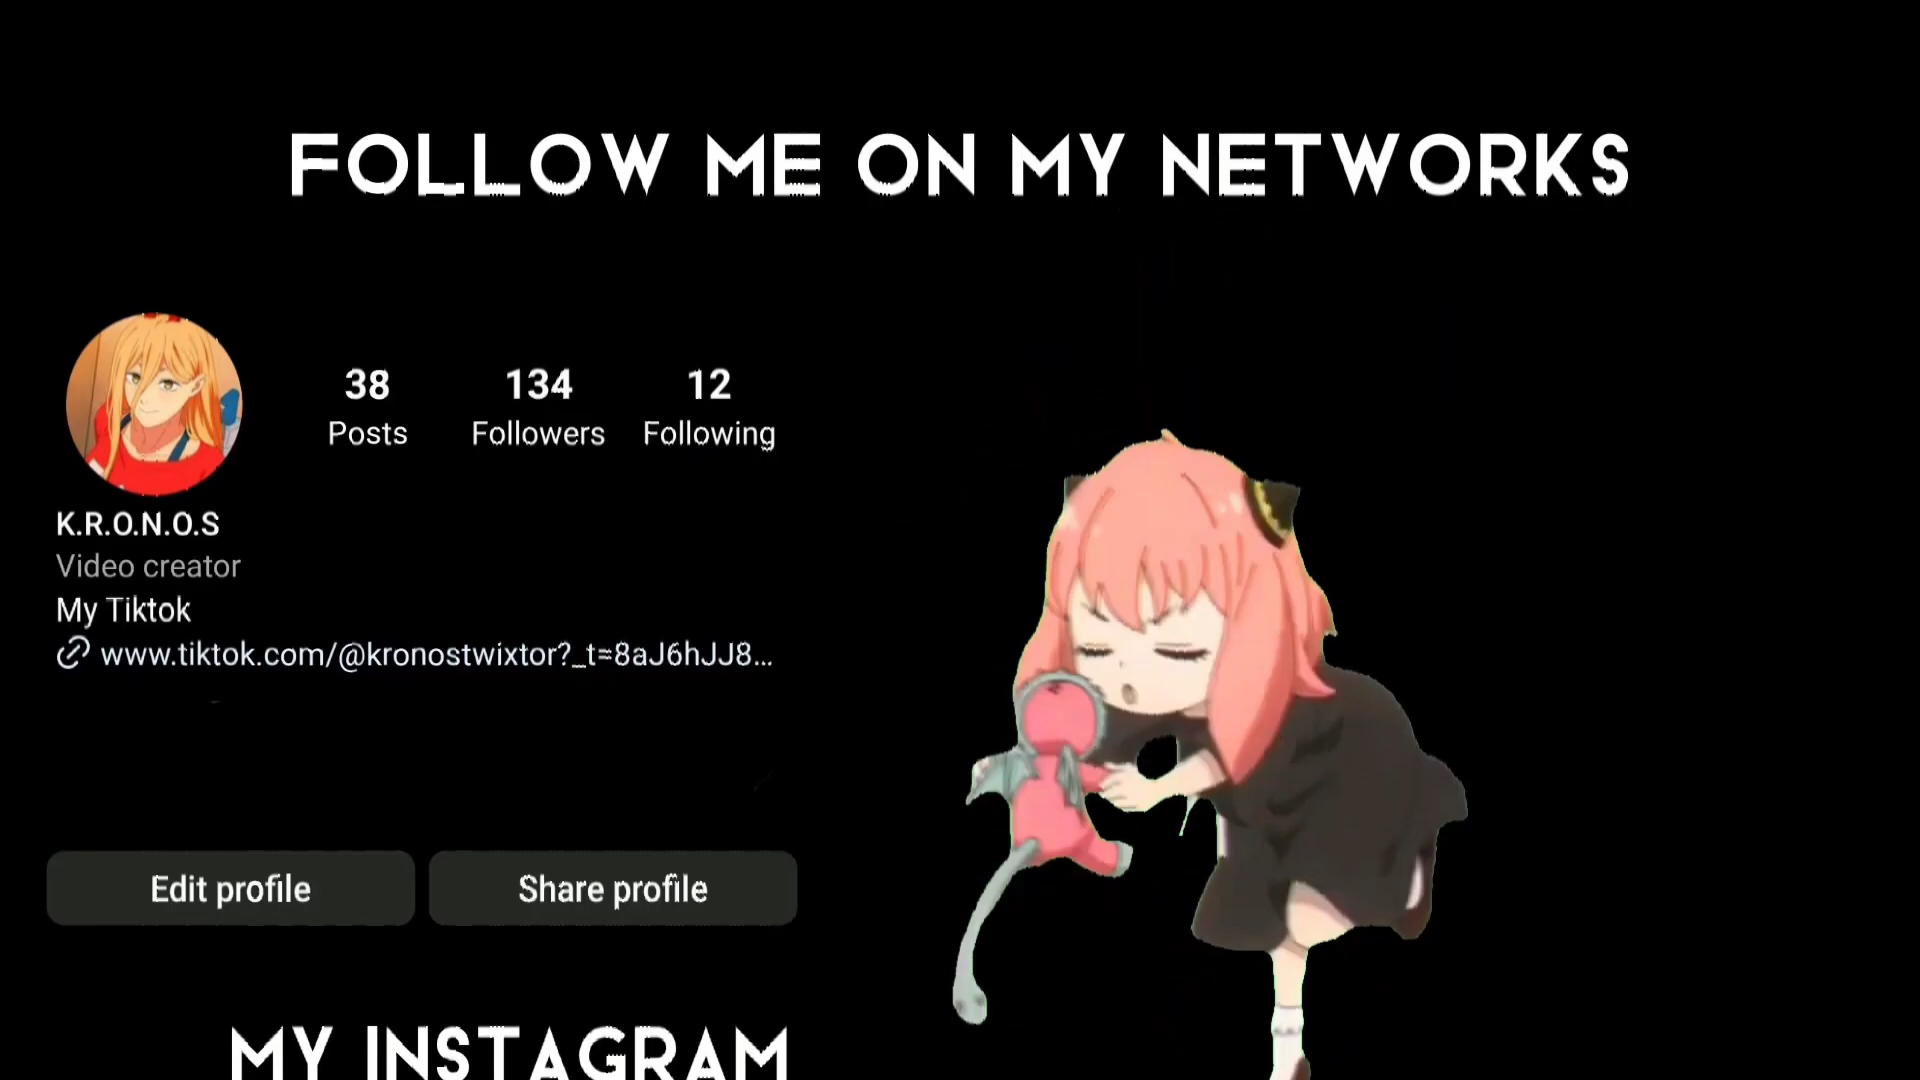 FOLLOW ME ON MY NETWORKS
38 134 12
Posts Followers Following
K.R.O.N.O.S
Video creator
My Tiktok
www.tiktok.com/@kronostwixtor?_t=8aJ6hJJ8...
Edit profile Share profile
MY INSTAGRAM